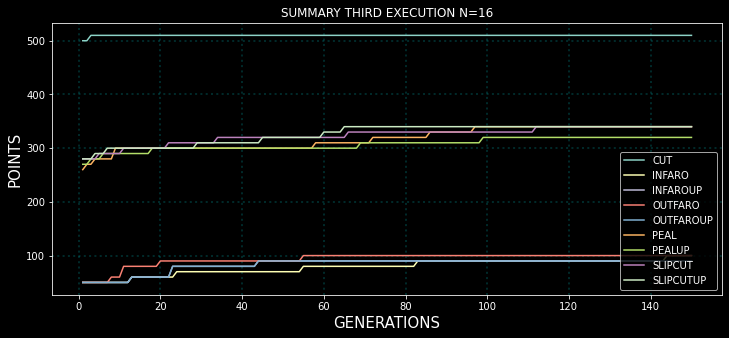 SUMMARY THIRD EXECUTION N=16
POINTS
500
400
300
200
100
CUT
INFARO
INFAROUP
OUTFARO
OUTFAROUP
PEAL
PEALUP
SLIPCUT
SLIPCUTUP
0 20 40 60 80 100 120 140
GENERATIONS